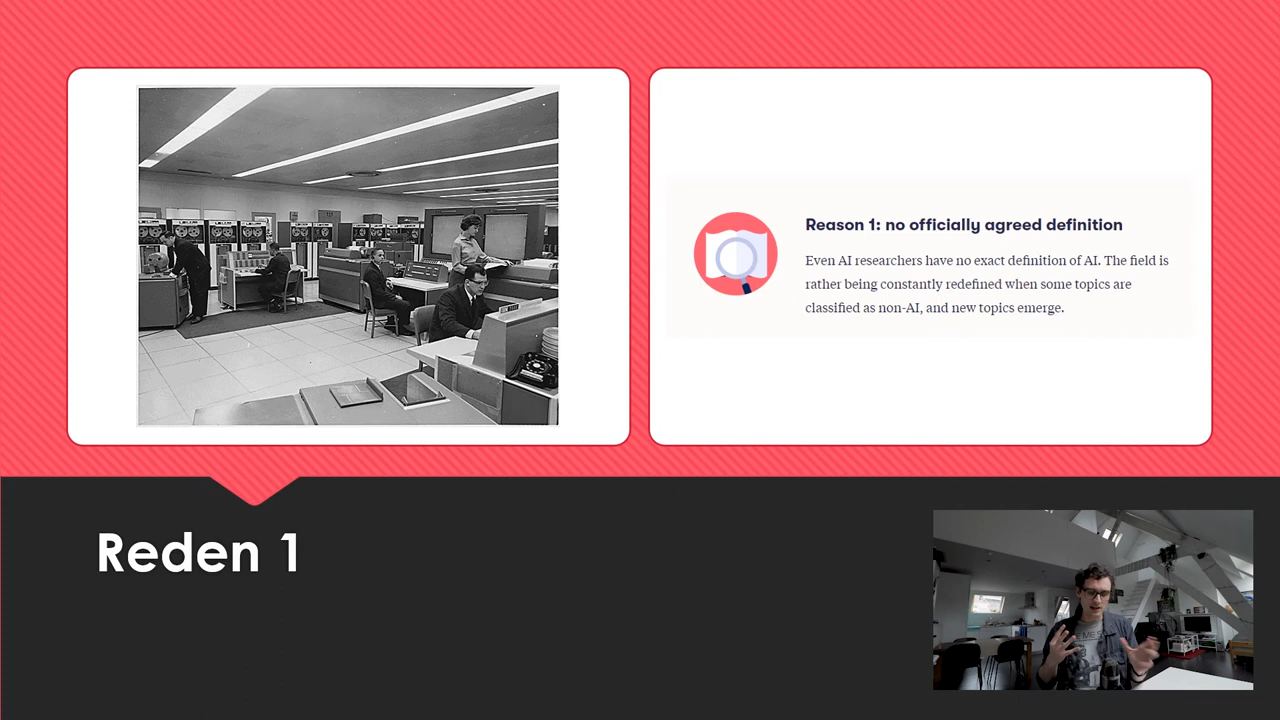 Reason 1: no officially agreed definition
Even AI researchers have no exact definition of AI. The field is
rather being constantly redefined when some topics are
classified as non-AI, and new topics emerge.
Reden 1